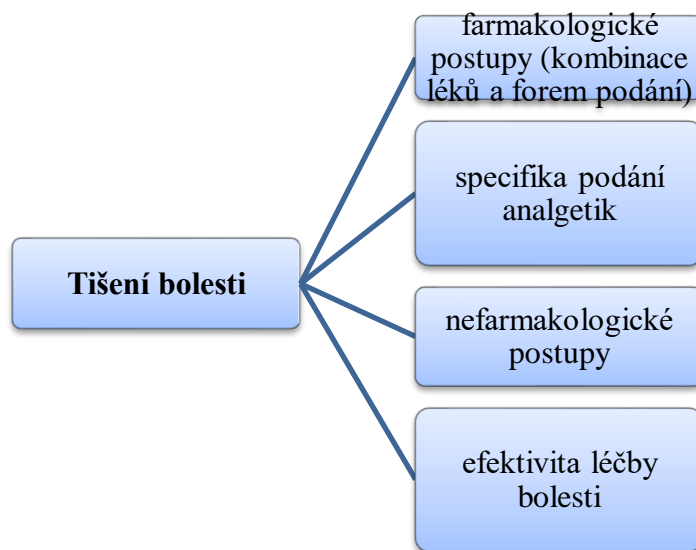 farmakologické
postupy (kombinace
léků a forem podání)
specifika podání
analgetik
Tišení bolesti
nefarmakologické
postupy
efektivita léčby
bolesti